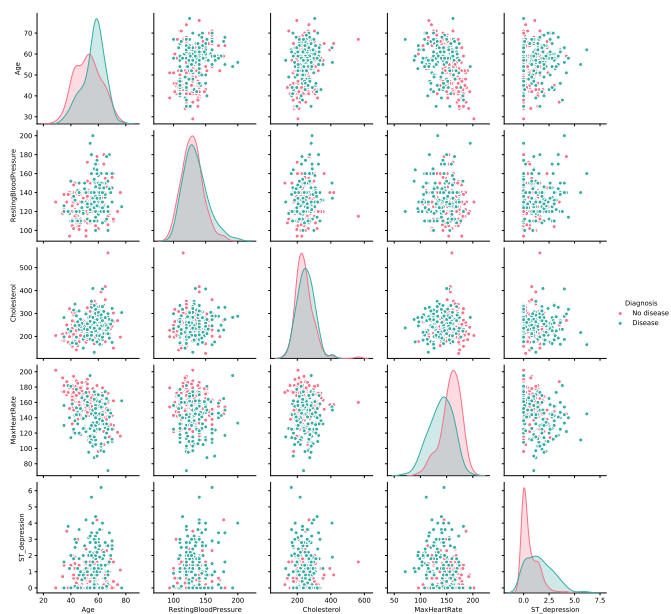 70
60
50
40
30
Age
200
180
160
140
120
100
RestingBloodPressure
500
400
300
200
Cholesterol
Diagnosis
No disease
Disease
200
180
160
140
120
100
80
MaxHeartRate
6
5
4
3
2
1
0
ST_depression
20 40 60 80
Age
100 150 200
RestingBloodPressure
200 400 600
Cholesterol
50 100 150 200
MaxHeartRate
0.0 2.5 5.0 7.5
ST_depression